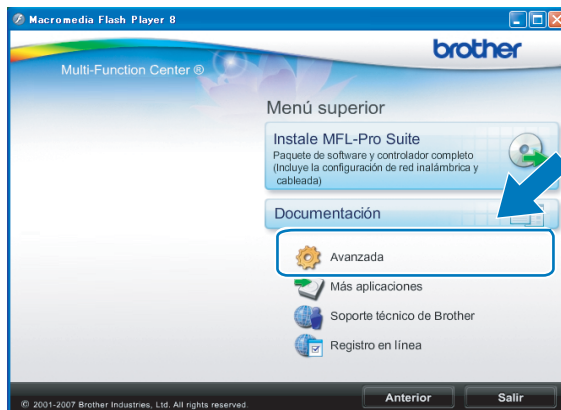 Macromedia Flash Player 8
brother
Multi-Function Center ®
Menú superior
Instale MFL-Pro Suite
Paquete de software y controlador completo
(Incluye la configuración de red inalámbrica y
cableada)
Documentación
Avanzada
Más aplicaciones
Soporte técnico de Brother
Registro en línea
© 2001-2007 Brother Industries, Ltd. All rights reserved.
Anterior
Salir